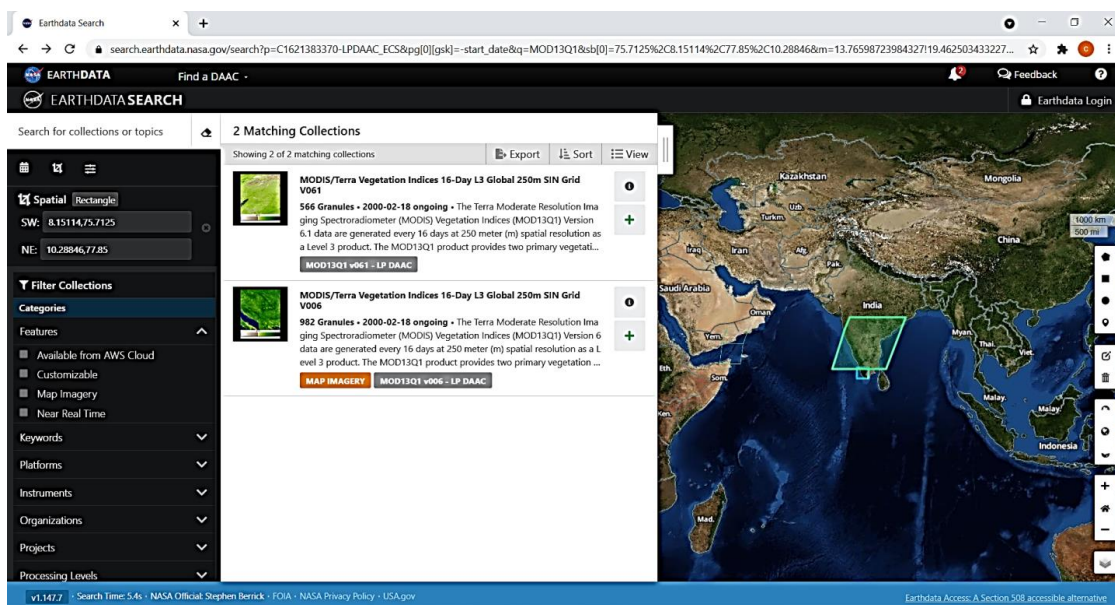 Earthdata Search
search.earthdata.nasa.gov/search?p=C1621383370-LPDAAC_ECS&pg[0][gsk]=-start_date&q=MOD13Q1&sb[0]=75.7125%2C8.15114%2C77.85%2C10.28846&m=13.76598723984327!19.462503433227...
EARTHDATA
Find a DAAC
Feedback
EARTHDATA SEARCH
Earthdata Login
Search for collections or topics
2 Matching Collections
Showing 2 of 2 matching collections
Export
Sort
View
Spatial Rectangle
SW: 8.15114,75.7125
NE: 10.28846,77.85
Filter Collections
Categories
Features
Available from AWS Cloud
Customizable
Map Imagery
Near Real Time
Keywords
Platforms
Instruments
Organizations
Projects
Processing Levels
MODIS/Terra Vegetation Indices 16-Day L3 Global 250m SIN Grid
V061
566 Granules • 2000-02-18 ongoing • The Terra Moderate Resolution Ima
ging Spectroradiometer (MODIS) Vegetation Indices (MOD13Q1) Version
6.1 data are generated every 16 days at 250 meter (m) spatial resolution as
a Level 3 product. The MOD13Q1 product provides two primary vegetati...
MOD13Q1 v061 - LP DAAC
MODIS/Terra Vegetation Indices 16-Day L3 Global 250m SIN Grid
V006
982 Granules • 2000-02-18 ongoing • The Terra Moderate Resolution Ima
ging Spectroradiometer (MODIS) Vegetation Indices (MOD13Q1) Version 6
data are generated every 16 days at 250 meter (m) spatial resolution as a L
evel 3 product. The MOD13Q1 product provides two primary vegetation ...
MAP IMAGERY
MOD13Q1 v006 - LP DAAC
Kazakhstan
Mongolia
Uzb.
Turkm.
1000 km
500 mi
China
Iraq
Iran
Afg.
Pak.
Saudi Arabia
Oman
India
Yem.
Myan.
Thai.
Viet.
Eth.
Som.
Malay.
Malay.
Ken.
Indonesia
Mad.
v1.147.7 • Search Time: 5.4s • NASA Official: Stephen Berrick • FOIA • NASA Privacy Policy • USA.gov
Earthdata Access: A Section 508 accessible alternative